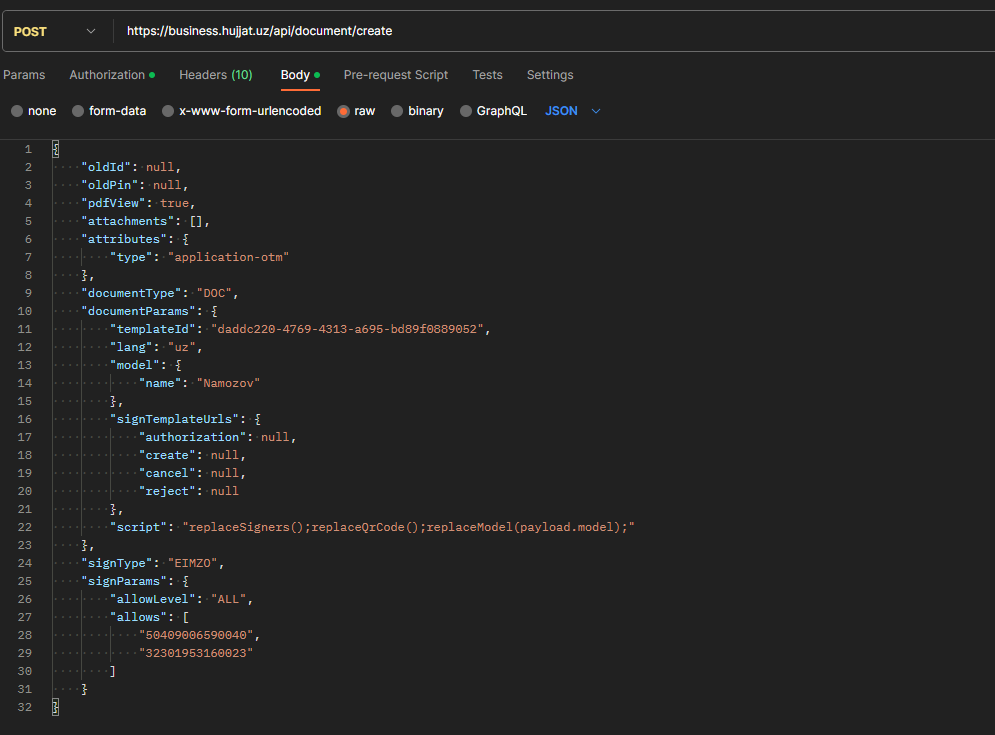 POST https://business.hujjat.uz/api/document/create
Params Authorization Headers (10) Body Pre-request Script Tests Settings
none form-data x-www-form-urlencoded raw binary GraphQL JSON
1 {
2 "oldId": null,
3 "oldPin": null,
4 "pdfView": true,
5 "attachments": [],
6 "attributes": {
7 "type": "application-otm"
8 },
9 "documentType": "DOC",
10 "documentParams": {
11 "templateId": "daddc220-4769-4313-a695-bd89f0889052",
12 "lang": "uz",
13 "model": {
14 "name": "Namozov"
15 },
16 "signTemplateUrls": {
17 "authorization": null,
18 "create": null,
19 "cancel": null,
20 "reject": null
21 },
22 "script": "replaceSigners();replaceQrCode();replaceModel(payload.model);"
23 },
24 "signType": "EIMZO",
25 "signParams": {
26 "allowLevel": "ALL",
27 "allows": [
28 "50409006590040",
29 "32301953160023"
30 ]
31 }
32 }